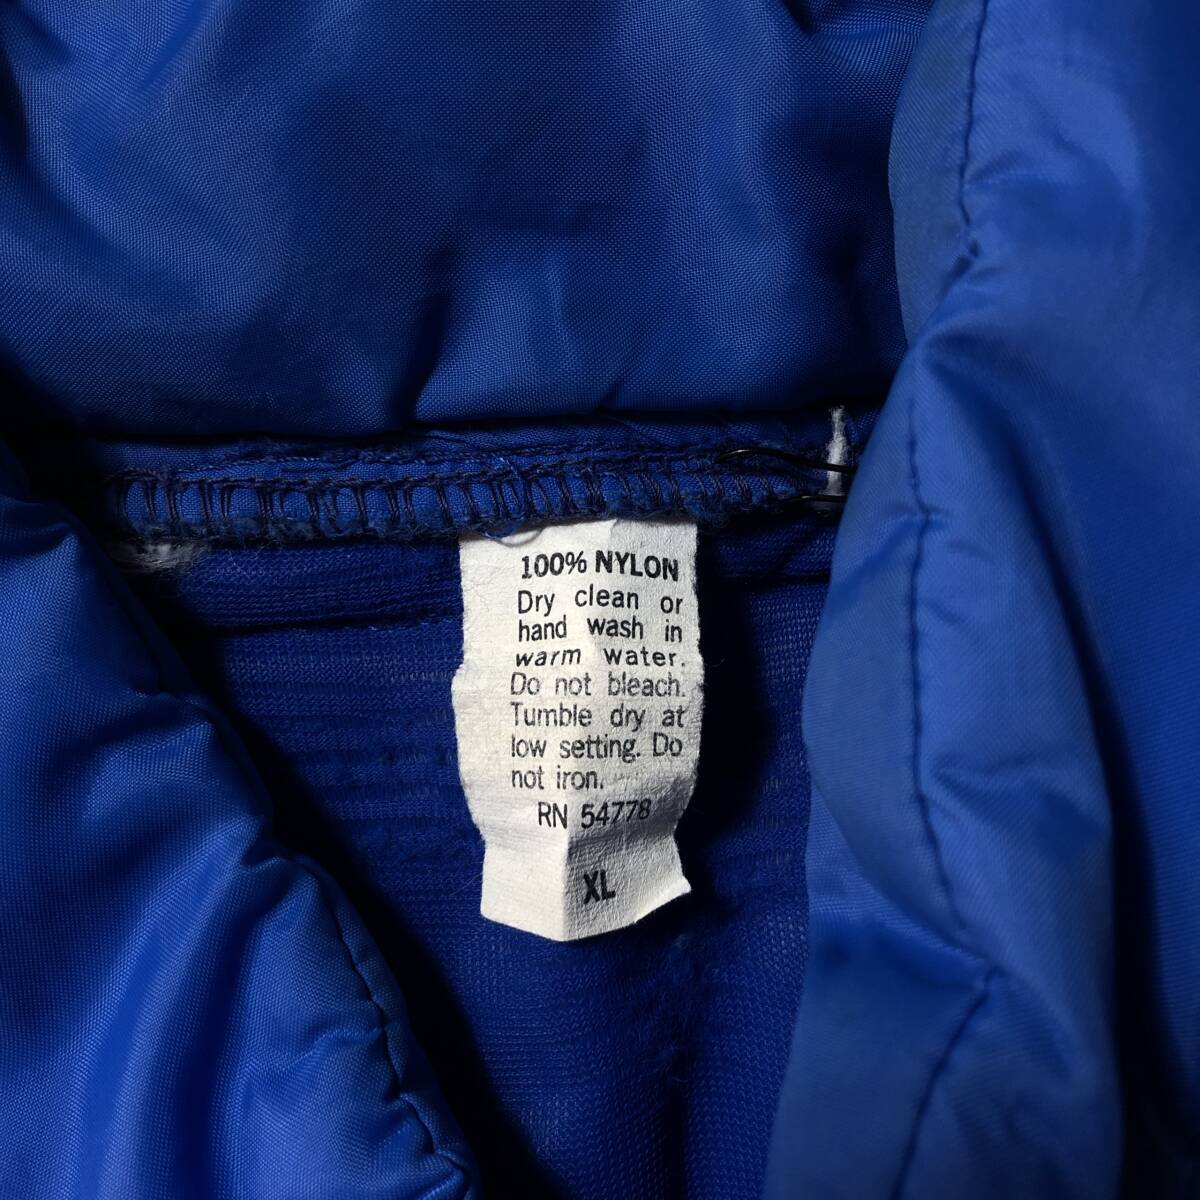 100% NYLON
Dry clean or
hand wash in
warm water.
Do not bleach.
Tumble dry at
low setting. Do
not iron.
RN 54778
XL